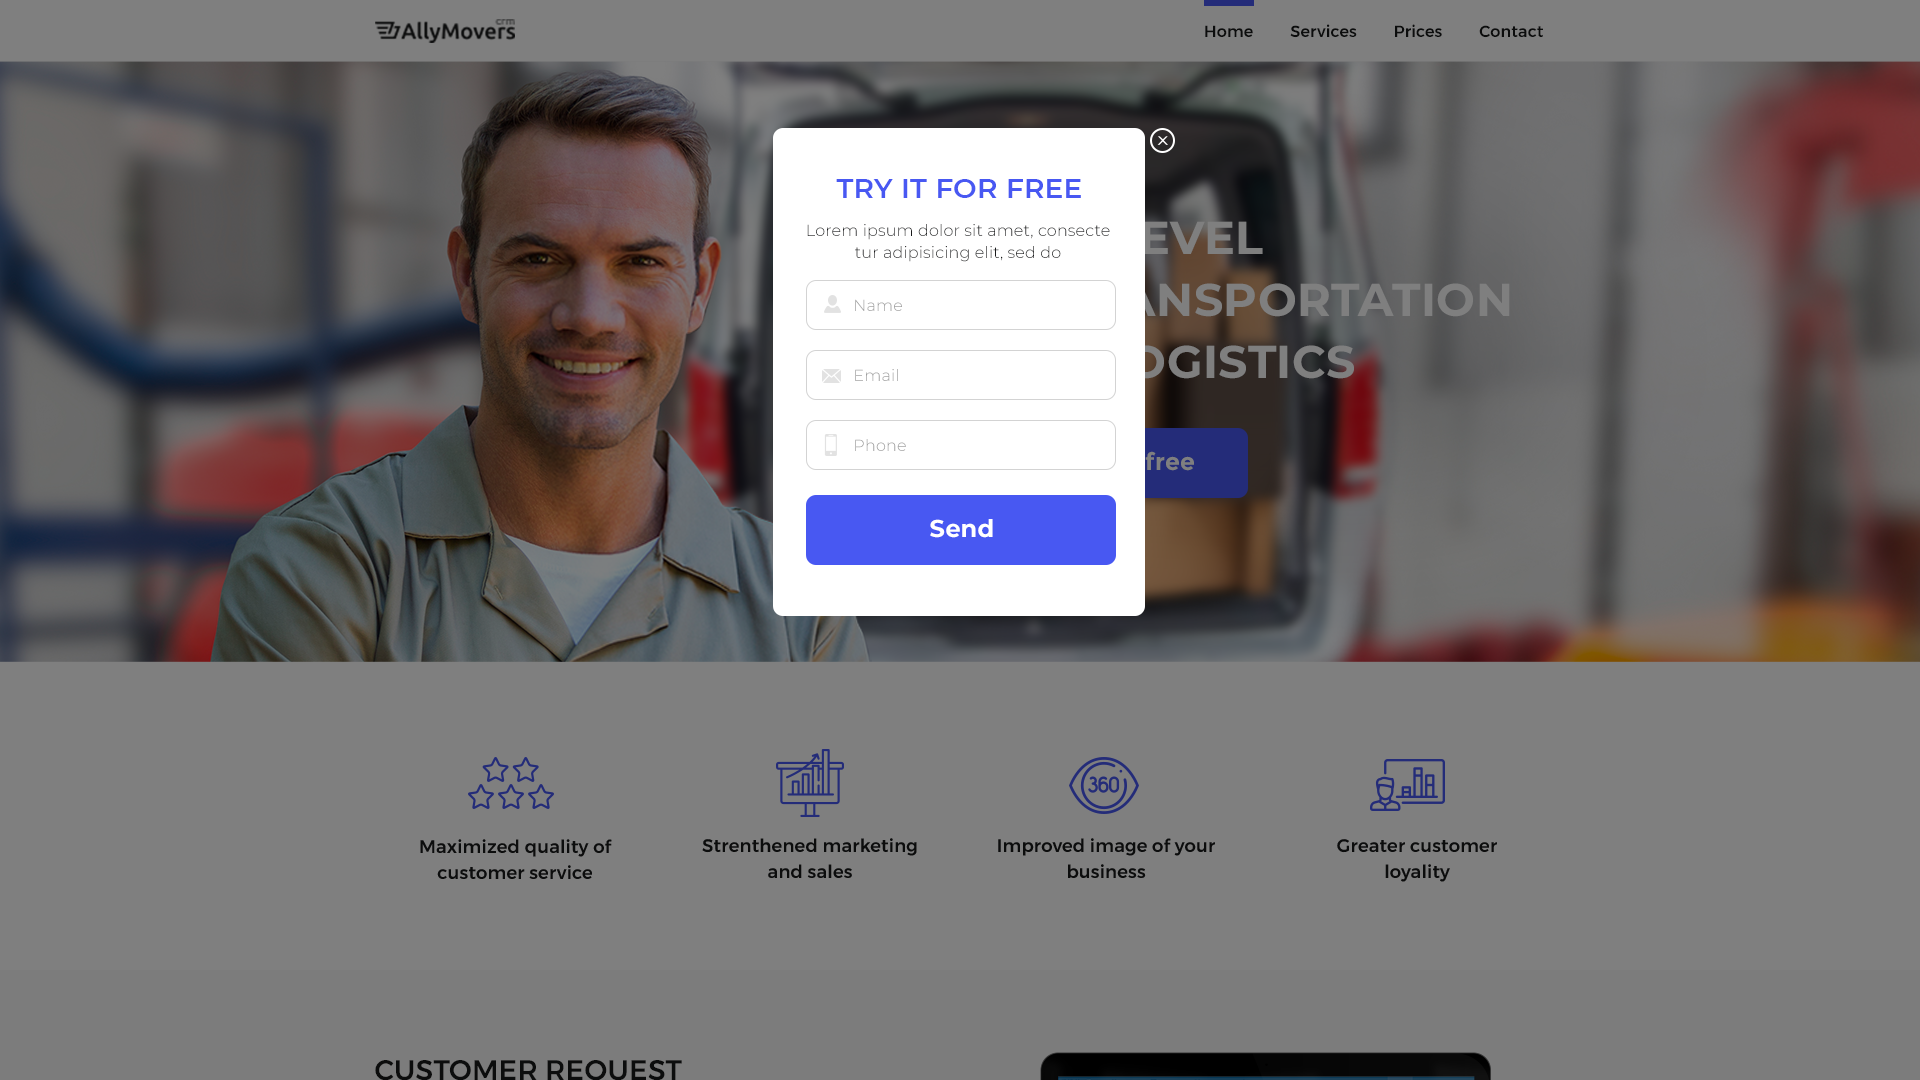 AllyMovers crm
Home Services Prices Contact
TRY IT FOR FREE
Lorem ipsum dolor sit amet, consecte
tur adipisicing elit, sed do
Name
Email
Phone
Send
EVEL
ANSPORTATION
OGISTICS
free
360
Maximized quality of
customer service
Strenthened marketing
and sales
Improved image of your
business
Greater customer
loyality
CUSTOMER REQUEST